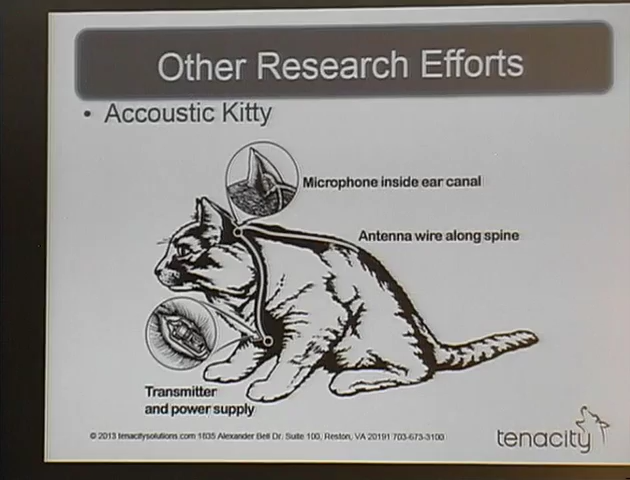 Other Research Efforts
• Accoustic Kitty
Microphone inside ear canal
Antenna wire along spine
Transmitter
and power supply
© 2013 tenacitysolutions.com 1835 Alexander Bell Dr. Suite 100, Reston, VA 20191 703-673-3100
tenacity